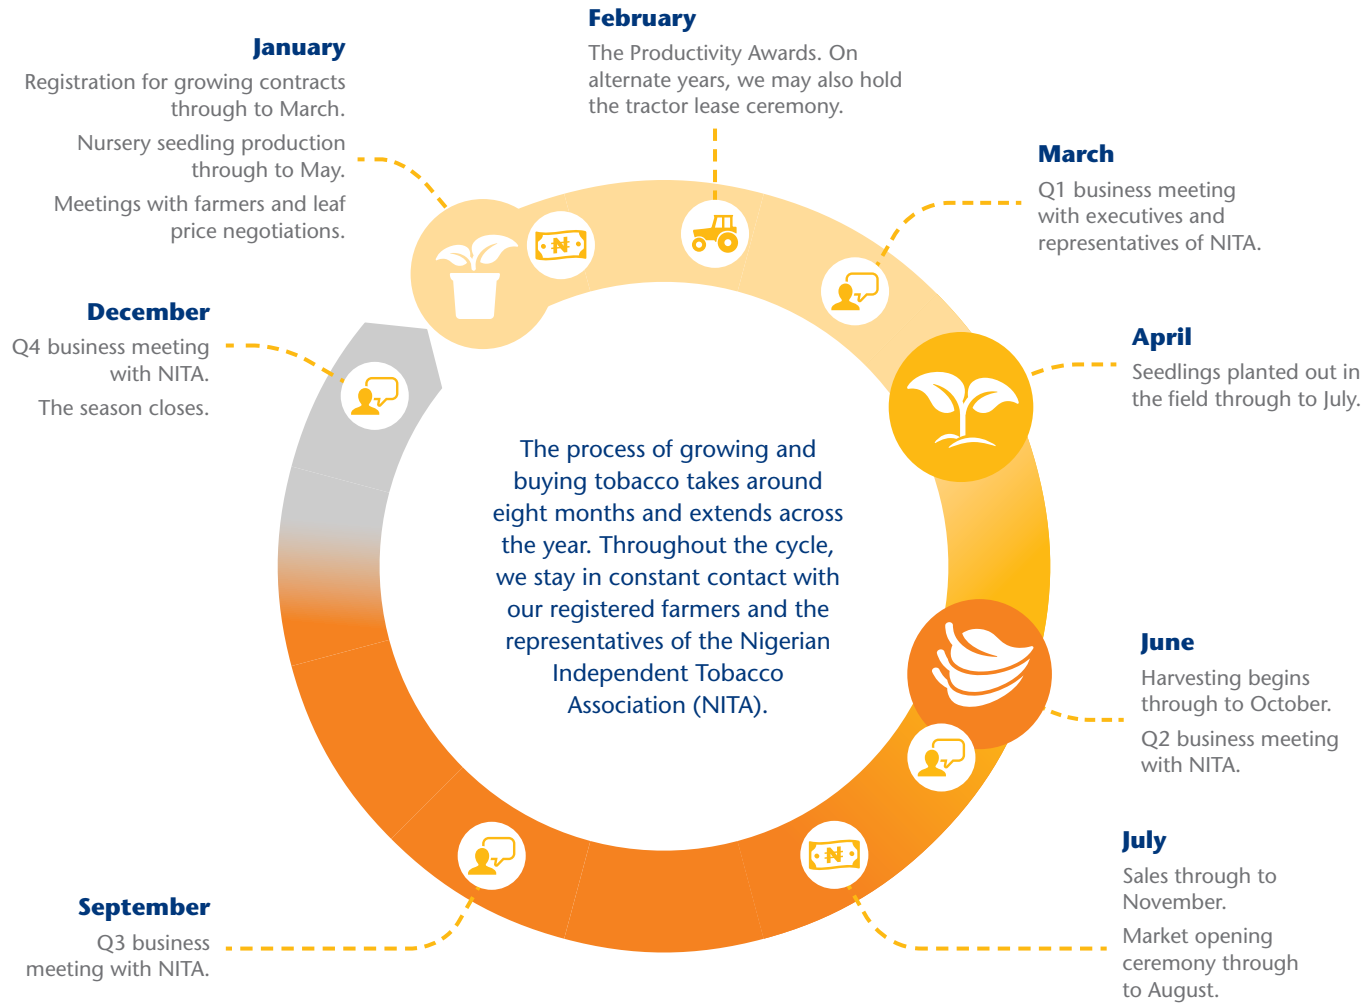 January
Registration for growing contracts
through to March.
Nursery seedling production
through to May.
Meetings with farmers and leaf
price negotiations.
February
The Productivity Awards. On
alternate years, we may also hold
the tractor lease ceremony.
March
Q1 business meeting
with executives and
representatives of NITA.
April
Seedlings planted out in
the field through to July.
June
Harvesting begins
through to October.
Q2 business meeting
with NITA.
July
Sales through to
November.
Market opening
ceremony through
to August.
September
Q3 business
meeting with NITA.
December
Q4 business meeting
with NITA.
The season closes.
The process of growing and
buying tobacco takes around
eight months and extends across
the year. Throughout the cycle,
we stay in constant contact with
our registered farmers and the
representatives of the Nigerian
Independent Tobacco
Association (NITA).
₦
₦